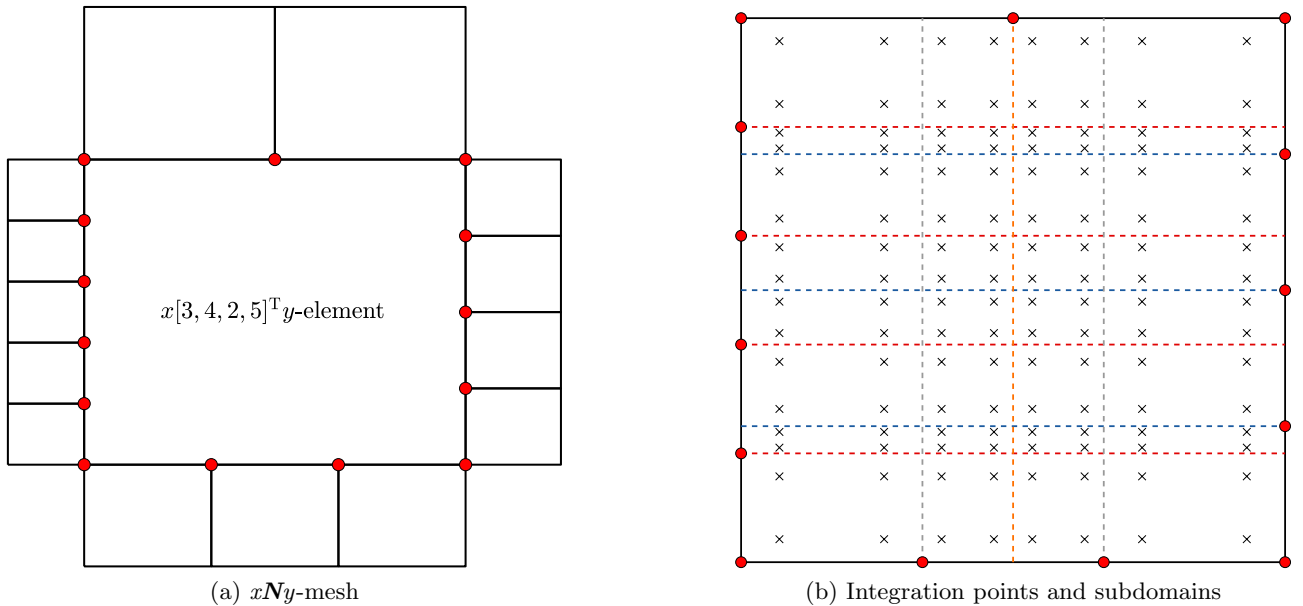 x[3, 4, 2, 5]ᵀy-element
(a) xNy-mesh
(b) Integration points and subdomains